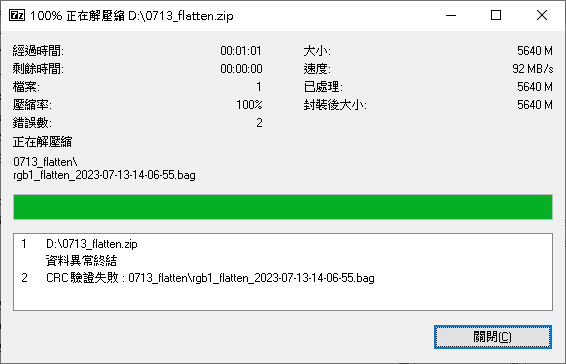 7z 100% 正在解壓縮 D:\0713_flatten.zip
經過時間: 00:01:01 大小: 5640 M
剩餘時間: 00:00:00 速度: 92 MB/s
檔案: 1 已處理: 5640 M
壓縮率: 100% 封裝後大小: 5640 M
錯誤數: 2
正在解壓縮
0713_flatten\
rgb1_flatten_2023-07-13-14-06-55.bag
1 D:\0713_flatten.zip
資料異常終結
2 CRC 驗證失敗 : 0713_flatten\rgb1_flatten_2023-07-13-14-06-55.bag
關閉(C)